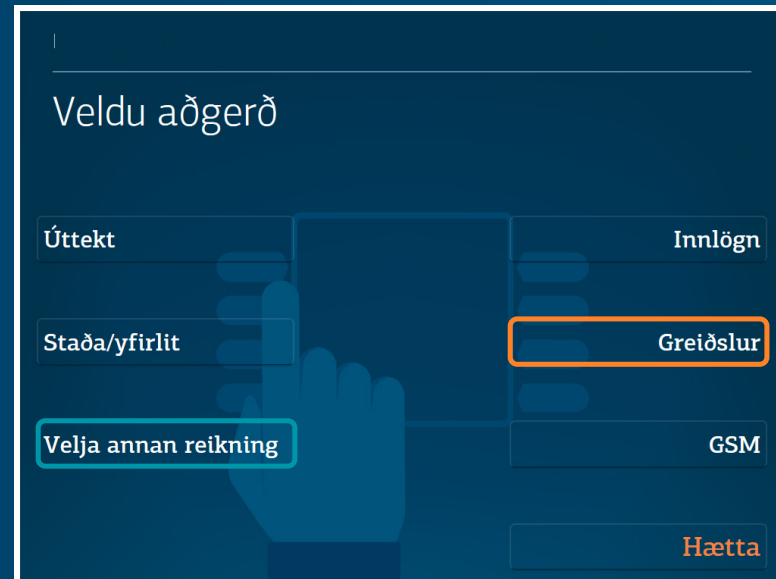 Veldu aðgerð
Úttekt
Innlögn
Staða/yfirlit
Greiðslur
Velja annan reikning
GSM
Hætta